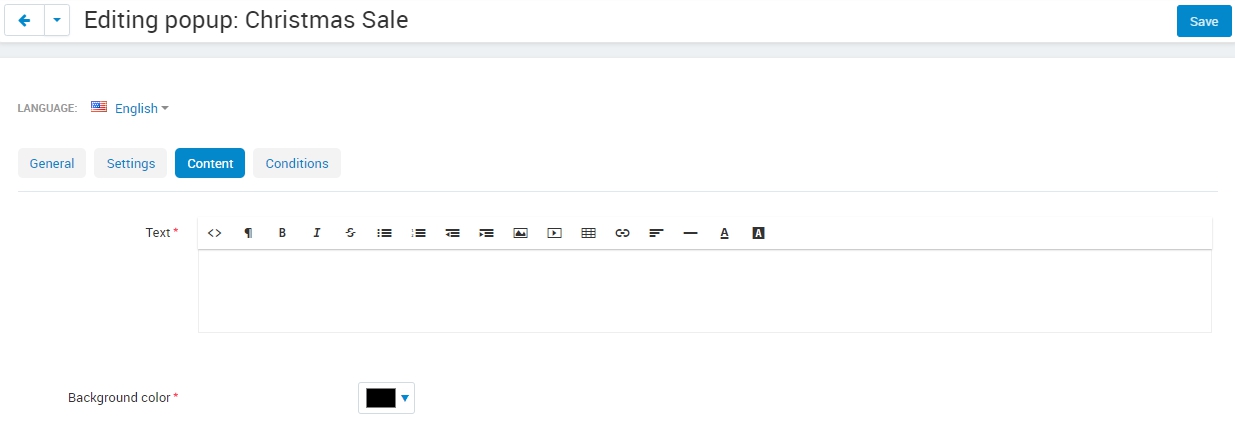 Editing popup: Christmas Sale
Save
LANGUAGE: English
General Settings Content Conditions
Text *
<> ¶ B I S A A
Background color *